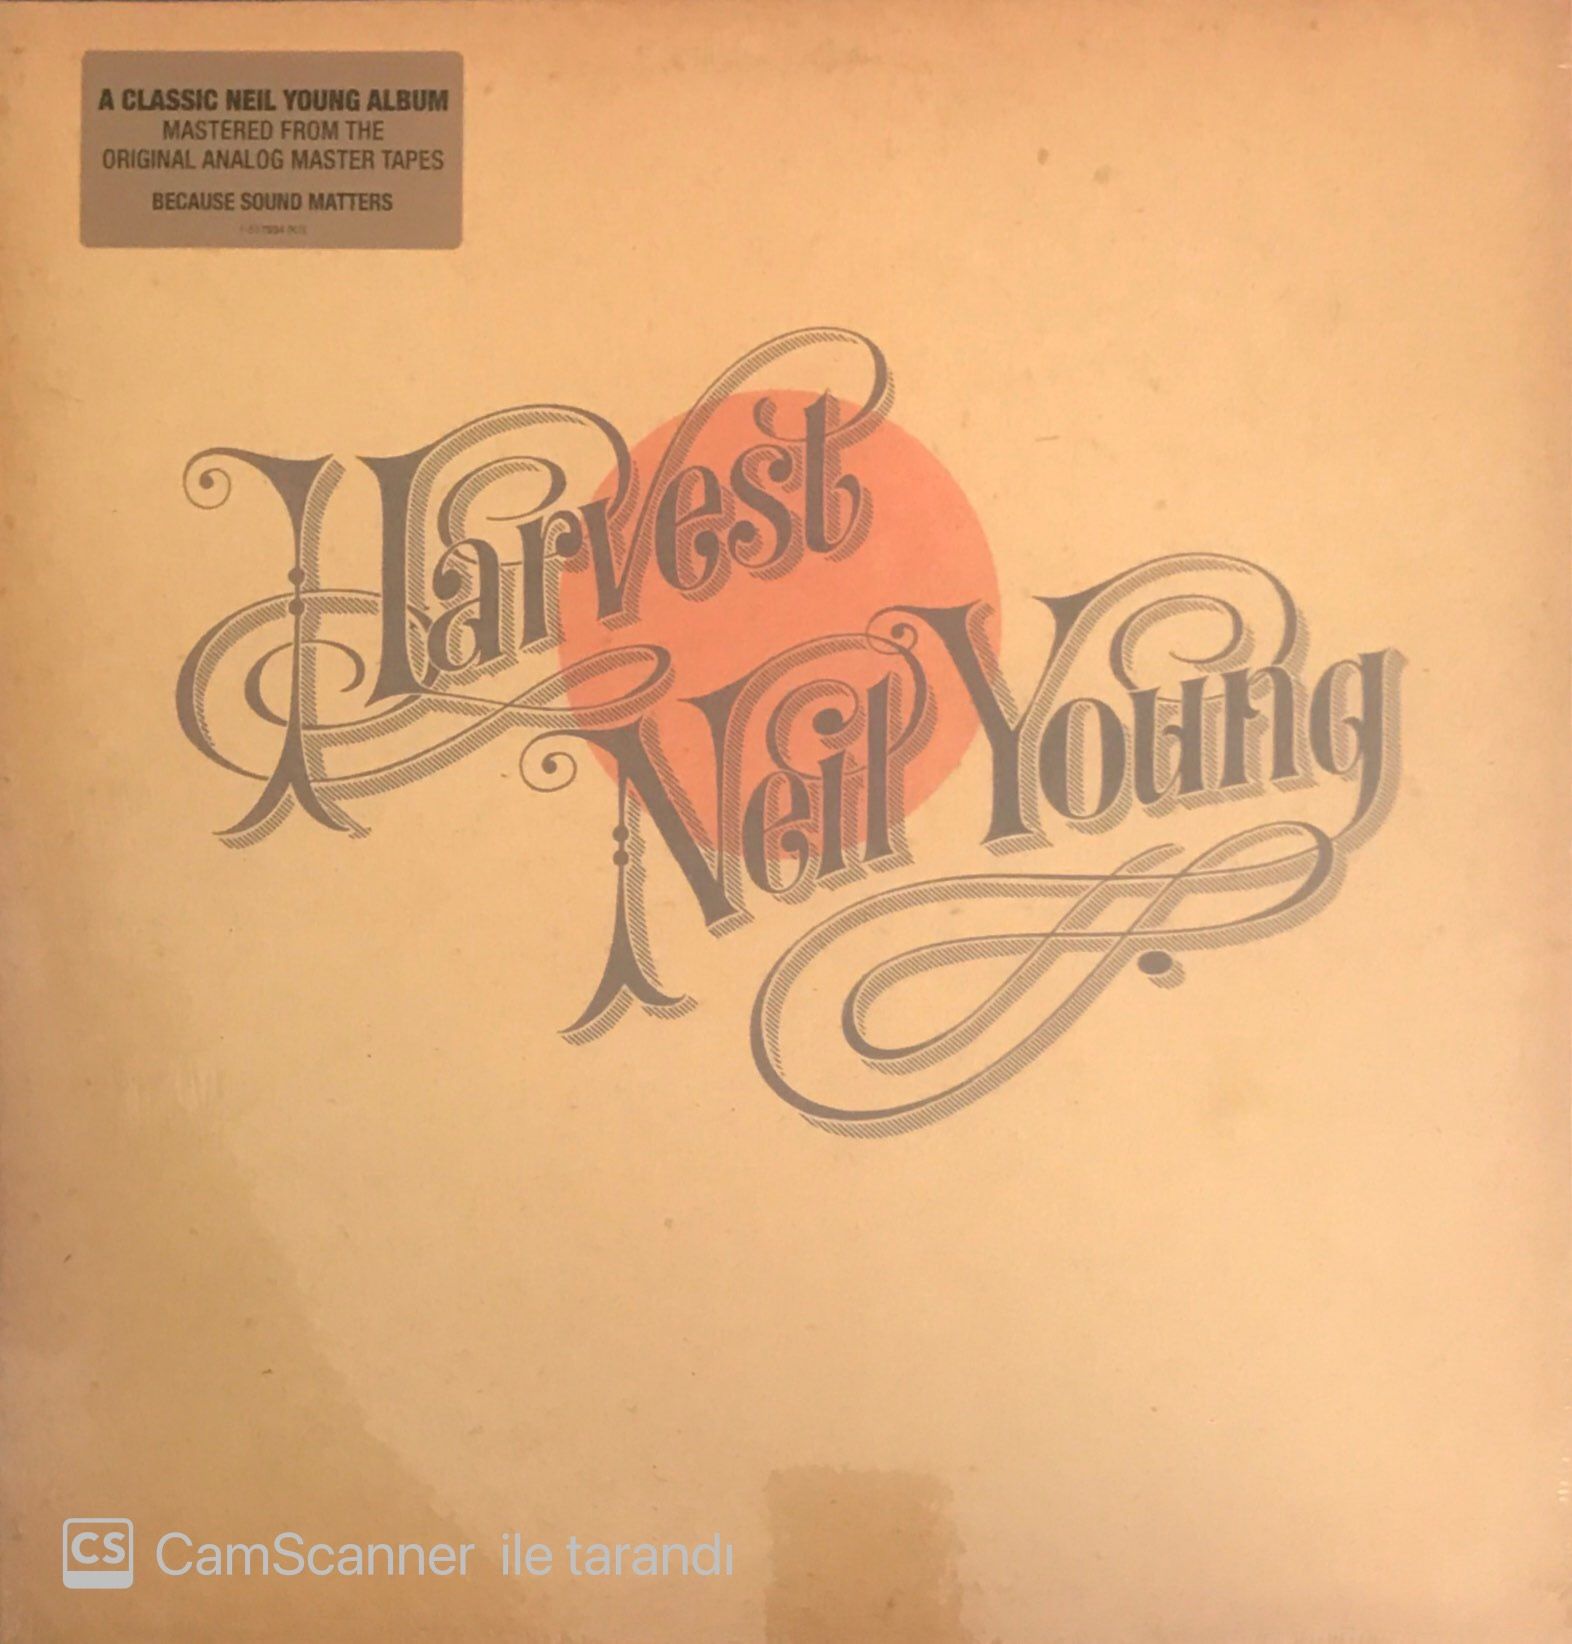 A CLASSIC NEIL YOUNG ALBUM
MASTERED FROM THE
ORIGINAL ANALOG MASTER TAPES
BECAUSE SOUND MATTERS
Harvest
Neil Young
CS CamScanner ile tarandı